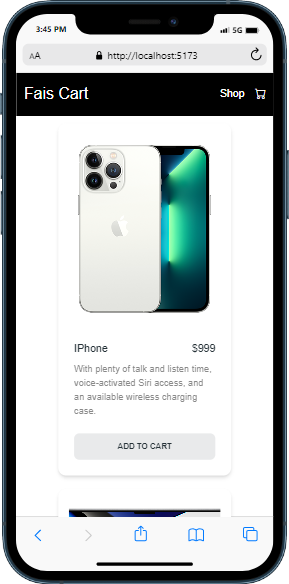 3:45 PM 5G
AA http://localhost:5173
Fais Cart Shop
IPhone $999
With plenty of talk and listen time,
voice-activated Siri access, and
an available wireless charging
case.
ADD TO CART